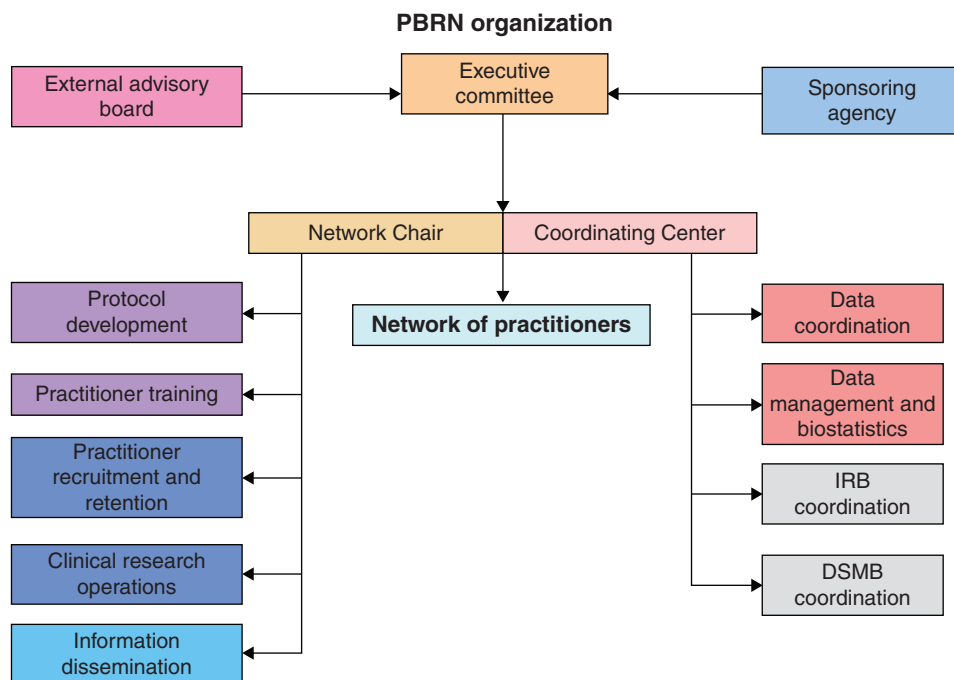 PBRN organization
External advisory
board
Executive
committee
Sponsoring
agency
Network Chair
Coordinating Center
Network of practitioners
Protocol
development
Practitioner training
Practitioner
recruitment and
retention
Clinical research
operations
Information
dissemination
Data
coordination
Data
management and
biostatistics
IRB
coordination
DSMB
coordination